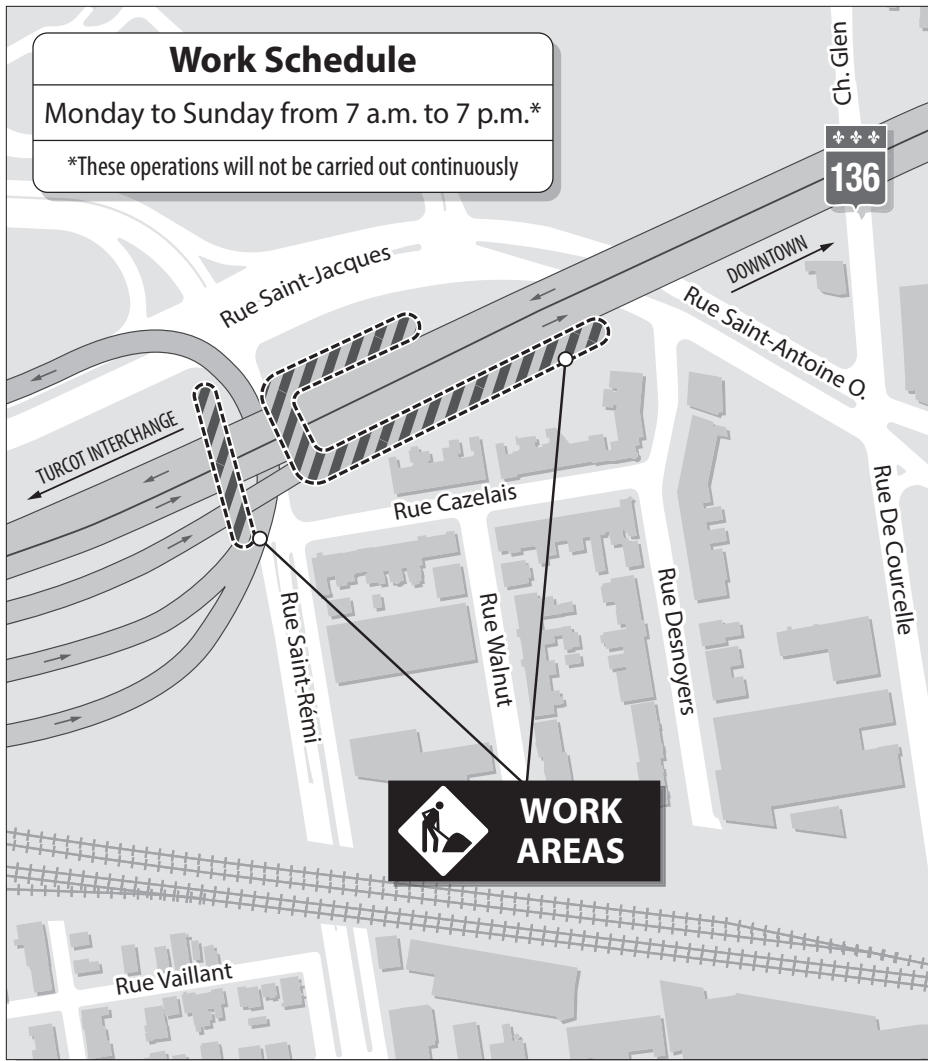 Work Schedule
Monday to Sunday from 7 a.m. to 7 p.m.*
*These operations will not be carried out continuously
Ch. Glen
136
DOWNTOWN
Rue Saint-Jacques
Rue Saint-Antoine O.
TURCOT INTERCHANGE
Rue Cazelais
Rue De Courcelle
Rue Saint-Rémi
Rue Walnut
Rue Desnoyers
WORK
AREAS
Rue Vaillant